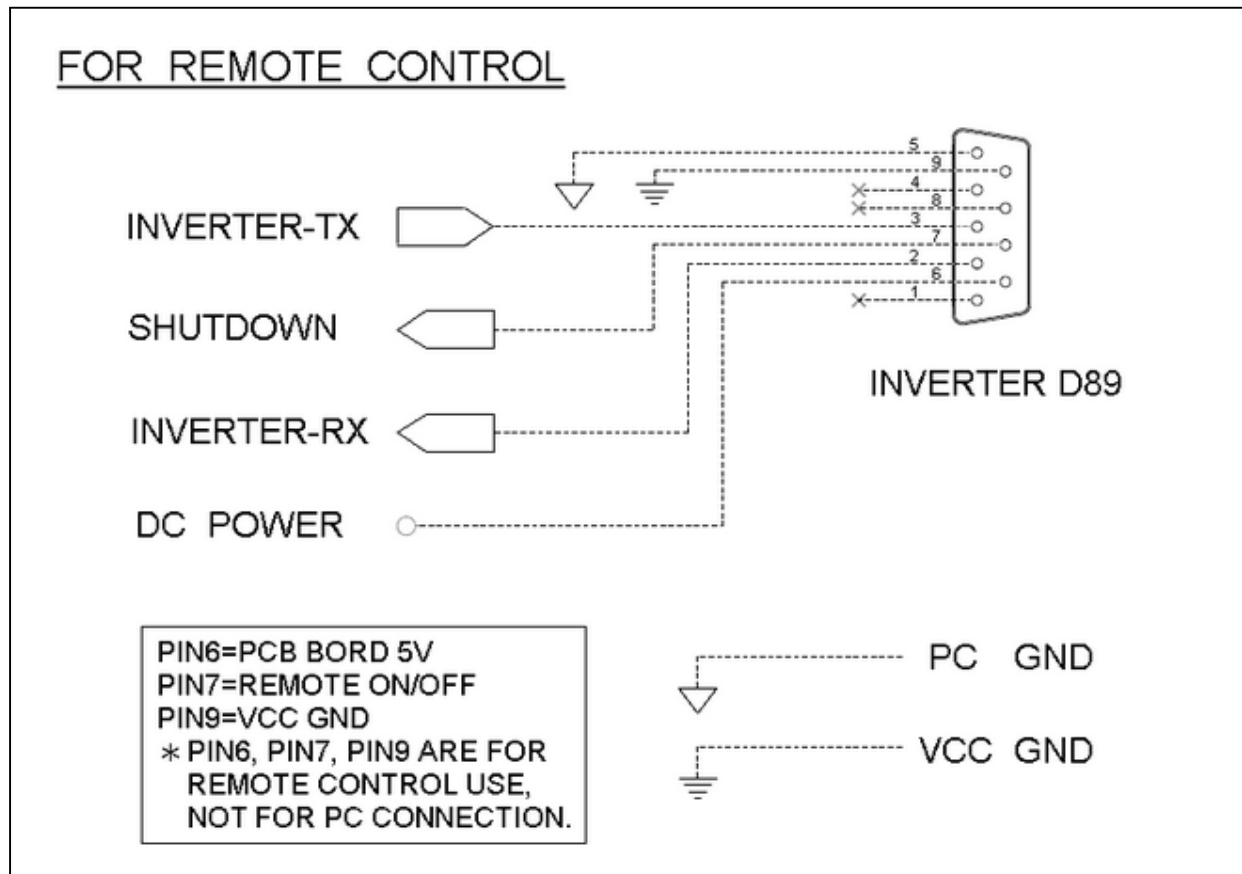 FOR REMOTE CONTROL
5
9
4
8
3
7
2
6
1
INVERTER-TX
SHUTDOWN
INVERTER-RX
DC POWER
INVERTER D89
PIN6=PCB BORD 5V
PIN7=REMOTE ON/OFF
PIN9=VCC GND
* PIN6, PIN7, PIN9 ARE FOR
REMOTE CONTROL USE,
NOT FOR PC CONNECTION.
PC GND
VCC GND